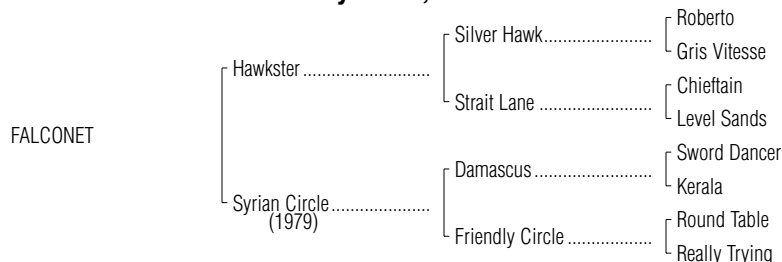 Roberto
Silver Hawk
Gris Vitesse
Hawkster
Chieftain
Strait Lane
Level Sands
FALCONET
Sword Dancer
Damascus
Kerala
Syrian Circle
(1979)
Round Table
Friendly Circle
Really Trying